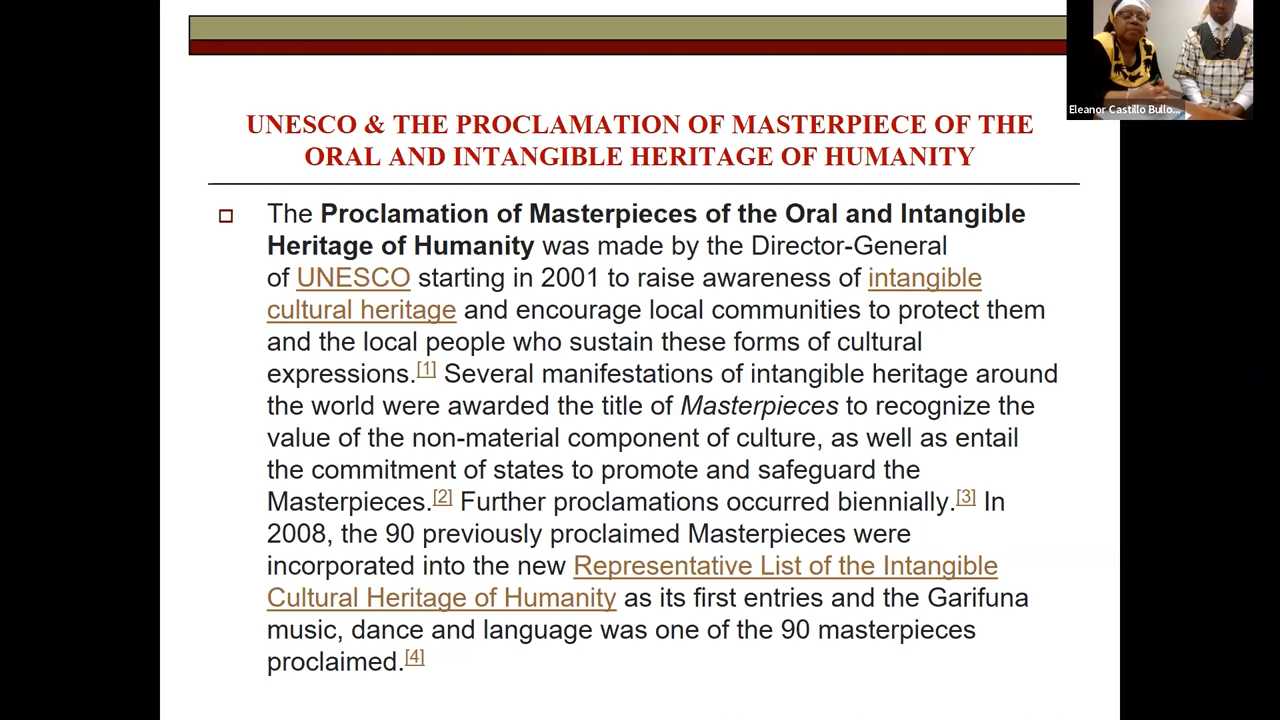 Eleanor Castillo Bullo...
UNESCO & THE PROCLAMATION OF MASTERPIECE OF THE
ORAL AND INTANGIBLE HERITAGE OF HUMANITY
The Proclamation of Masterpieces of the Oral and Intangible
Heritage of Humanity was made by the Director-General
of UNESCO starting in 2001 to raise awareness of intangible
cultural heritage and encourage local communities to protect them
and the local people who sustain these forms of cultural
expressions.[1] Several manifestations of intangible heritage around
the world were awarded the title of Masterpieces to recognize the
value of the non-material component of culture, as well as entail
the commitment of states to promote and safeguard the
Masterpieces.[2] Further proclamations occurred biennially.[3] In
2008, the 90 previously proclaimed Masterpieces were
incorporated into the new Representative List of the Intangible
Cultural Heritage of Humanity as its first entries and the Garifuna
music, dance and language was one of the 90 masterpieces
proclaimed.[4]